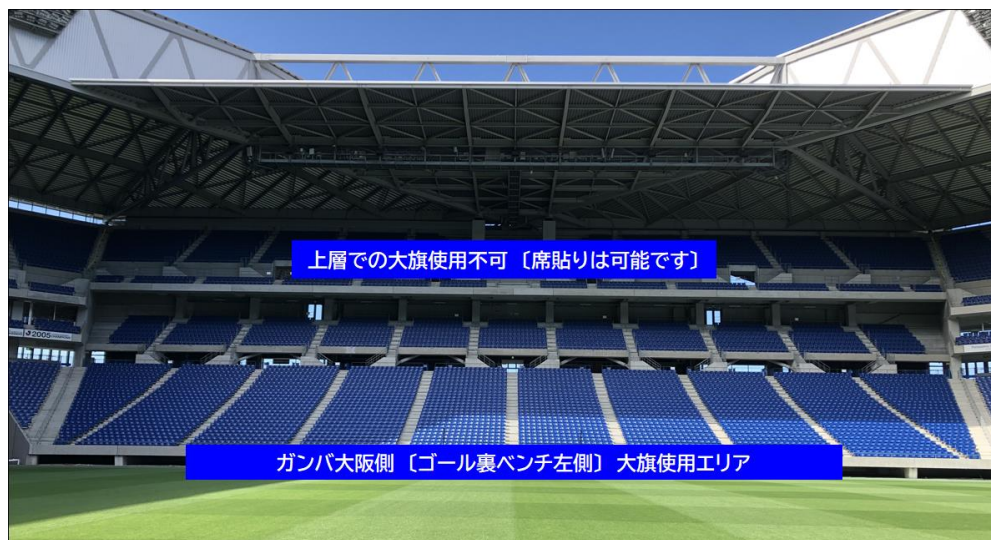 上層での大旗使用不可〔席貼りは可能です〕
2005
ガンバ大阪側〔ゴール裏ベンチ左側〕大旗使用エリア